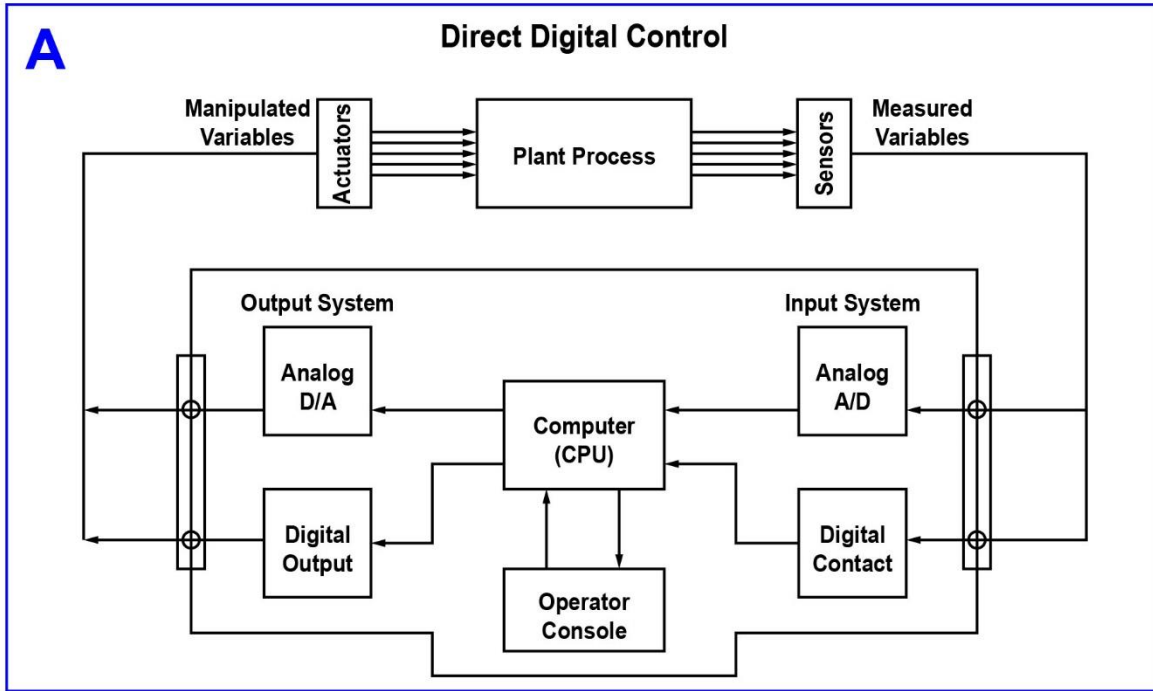 A
Direct Digital Control
Manipulated
Variables
Actuators
Plant Process
Sensors
Measured
Variables
Output System
Input System
Analog
D/A
Computer
(CPU)
Analog
A/D
Digital
Output
Operator
Console
Digital
Contact